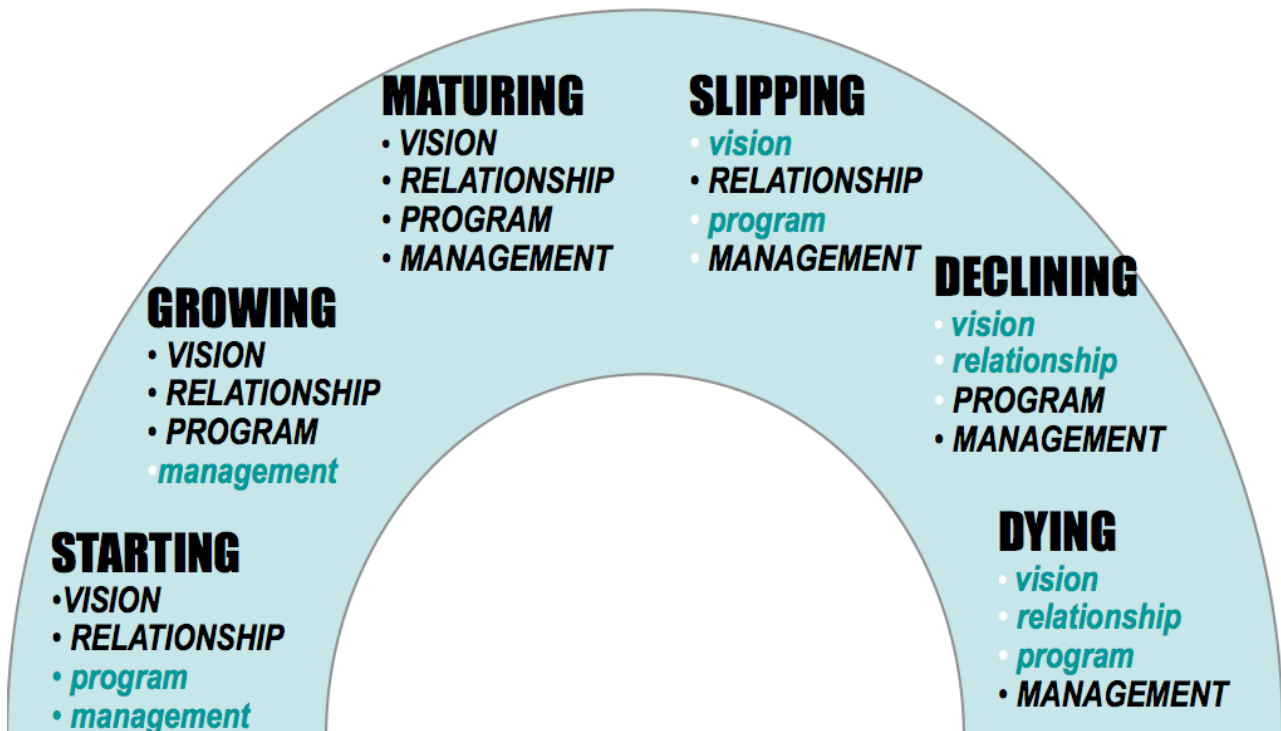 STARTING
•VISION
• RELATIONSHIP
• program
• management
GROWING
• VISION
• RELATIONSHIP
• PROGRAM
•management
MATURING
• VISION
• RELATIONSHIP
• PROGRAM
• MANAGEMENT
SLIPPING
• vision
• RELATIONSHIP
• program
• MANAGEMENT
DECLINING
• vision
• relationship
• PROGRAM
• MANAGEMENT
DYING
• vision
• relationship
• program
• MANAGEMENT